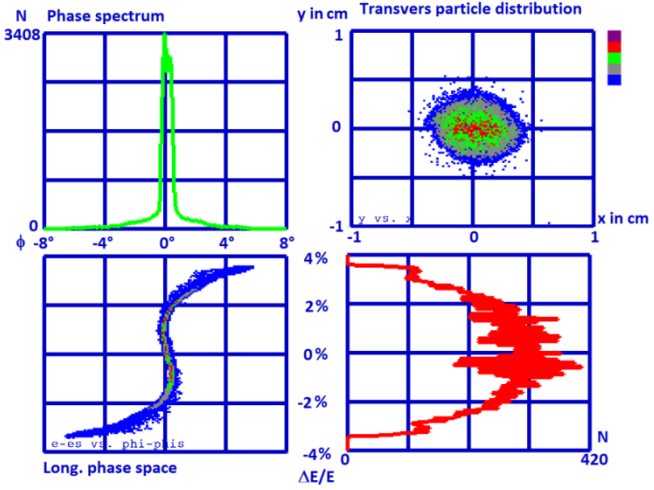 N Phase spectrum
3408
0
ϕ -8° -4° 0° 4° 8°
y in cm Transvers particle distribution
1
0
-1
y vs. x
x in cm
-1 0 1
4%
2%
0%
-2%
-4%
e-es vs. phi-phis
Long. phase space
N
0 420
ΔE/E